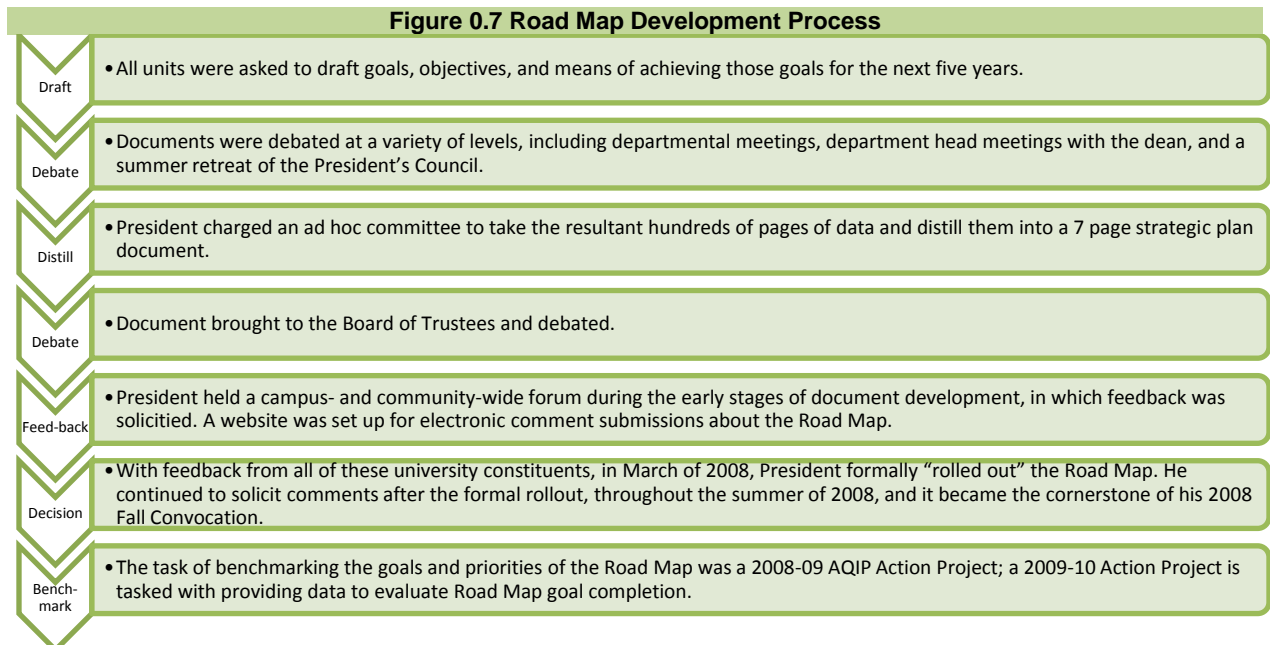 Figure 0.7 Road Map Development Process
Draft
•All units were asked to draft goals, objectives, and means of achieving those goals for the next five years.
Debate
•Documents were debated at a variety of levels, including departmental meetings, department head meetings with the dean, and a
summer retreat of the President’s Council.
Distill
•President charged an ad hoc committee to take the resultant hundreds of pages of data and distill them into a 7 page strategic plan
document.
Debate
•Document brought to the Board of Trustees and debated.
Feed-back
•President held a campus- and community-wide forum during the early stages of document development, in which feedback was
solicitied. A website was set up for electronic comment submissions about the Road Map.
Decision
•With feedback from all of these university constituents, in March of 2008, President formally “rolled out” the Road Map. He
continued to solicit comments after the formal rollout, throughout the summer of 2008, and it became the cornerstone of his 2008
Fall Convocation.
Bench-
mark
•The task of benchmarking the goals and priorities of the Road Map was a 2008-09 AQIP Action Project; a 2009-10 Action Project is
tasked with providing data to evaluate Road Map goal completion.